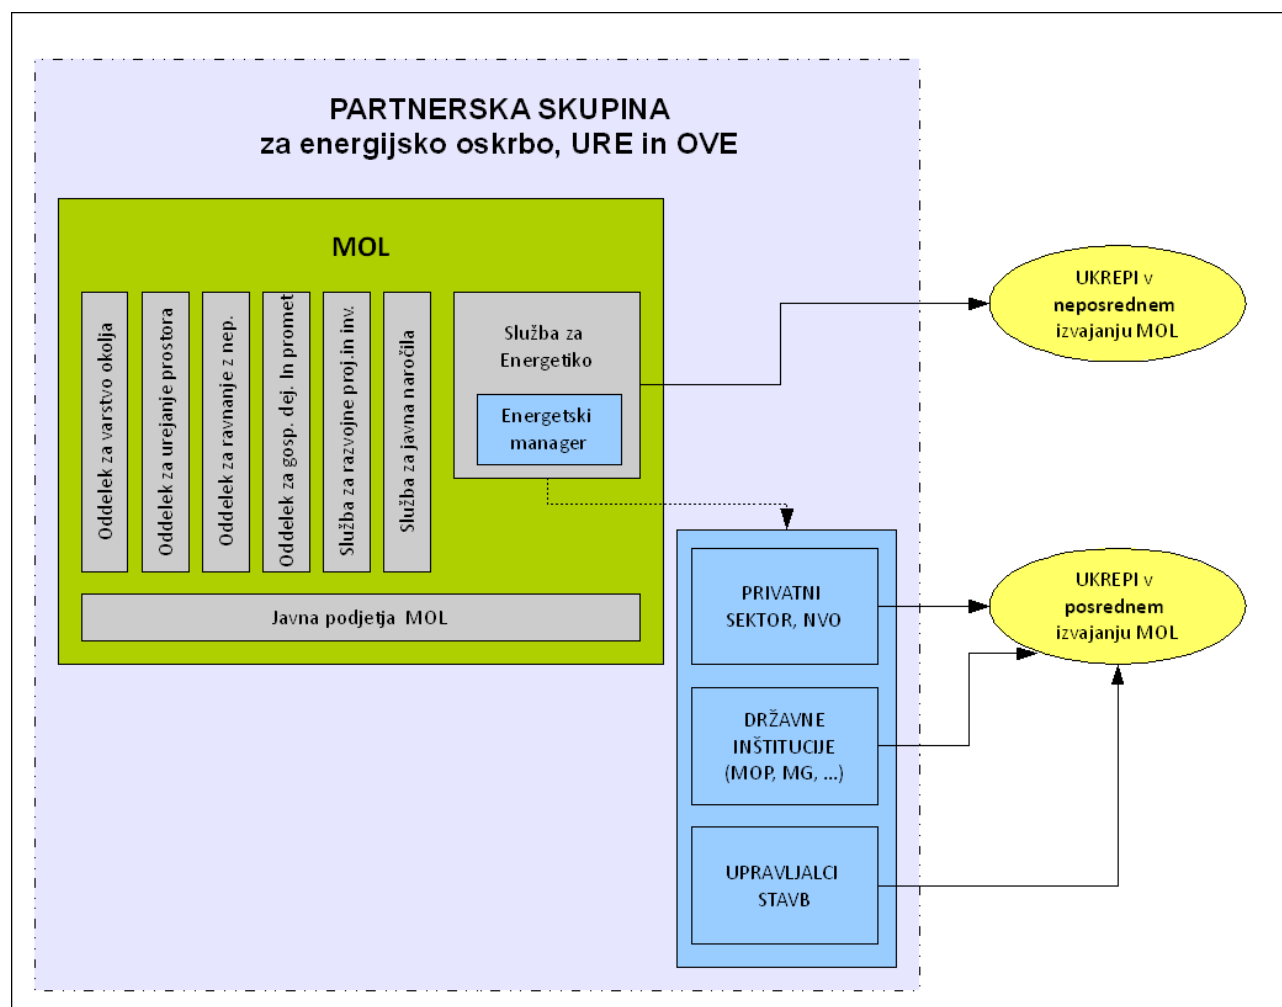 PARTNERSKA SKUPINA
za energijsko oskrbo, URE in OVE
MOL
Oddelek za varstvo okolja
Oddelek za urejanje prostora
Oddelek za ravnanje z nep.
Oddelek za gosp. dej. In promet
Služba za razvojne proj.in inv.
Služba za javna naročila
Služba za
Energetiko
Energetski
manager
Javna podjetja MOL
UKREPI v
neposrednem
izvajanju MOL
PRIVATNI
SEKTOR, NVO
DRŽAVNE
INŠTITUCIJE
(MOP, MG, ...)
UPRAVLJALCI
STAVB
UKREPI v
posrednem
izvajanju MOL